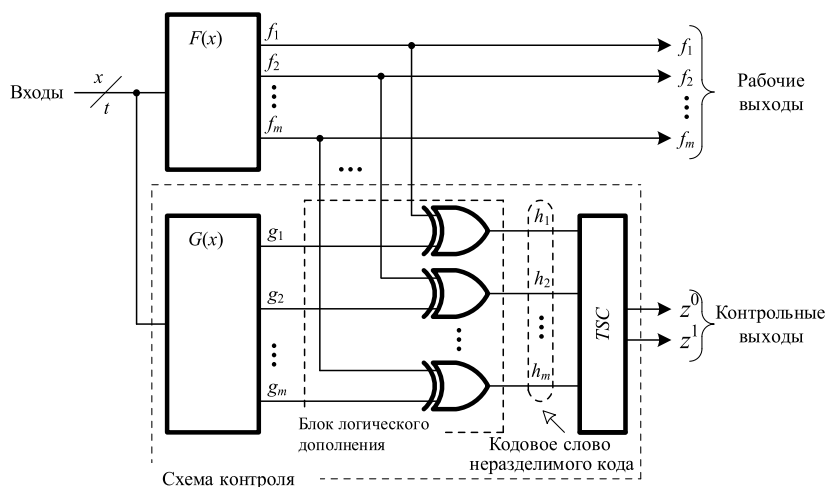 F(x)
f₁
f₂
fₘ
Входы
x
t
f₁
f₂
fₘ
Рабочие
выходы
G(x)
g₁
g₂
gₘ
h₁
h₂
hₘ
TSC
z⁰
z¹
Контрольные
выходы
Блок логического
дополнения
Кодовое слово
неразделимого кода
Схема контроля